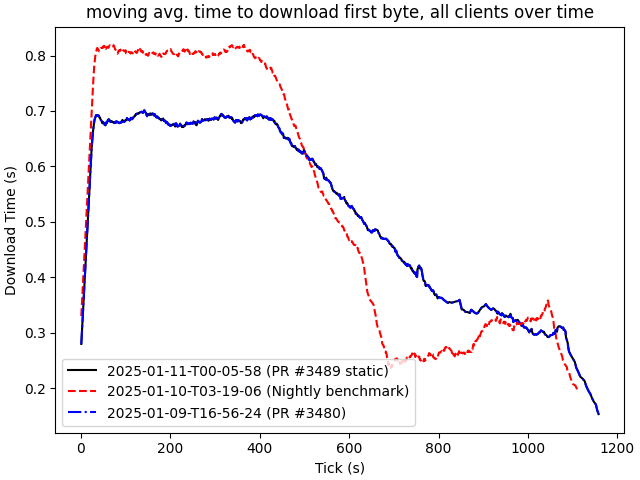 moving avg. time to download first byte, all clients over time
Download Time (s)
0.8
0.7
0.6
0.5
0.4
0.3
0.2
2025-01-11-T00-05-58 (PR #3489 static)
2025-01-10-T03-19-06 (Nightly benchmark)
2025-01-09-T16-56-24 (PR #3480)
0 200 400 600 800 1000 1200
Tick (s)